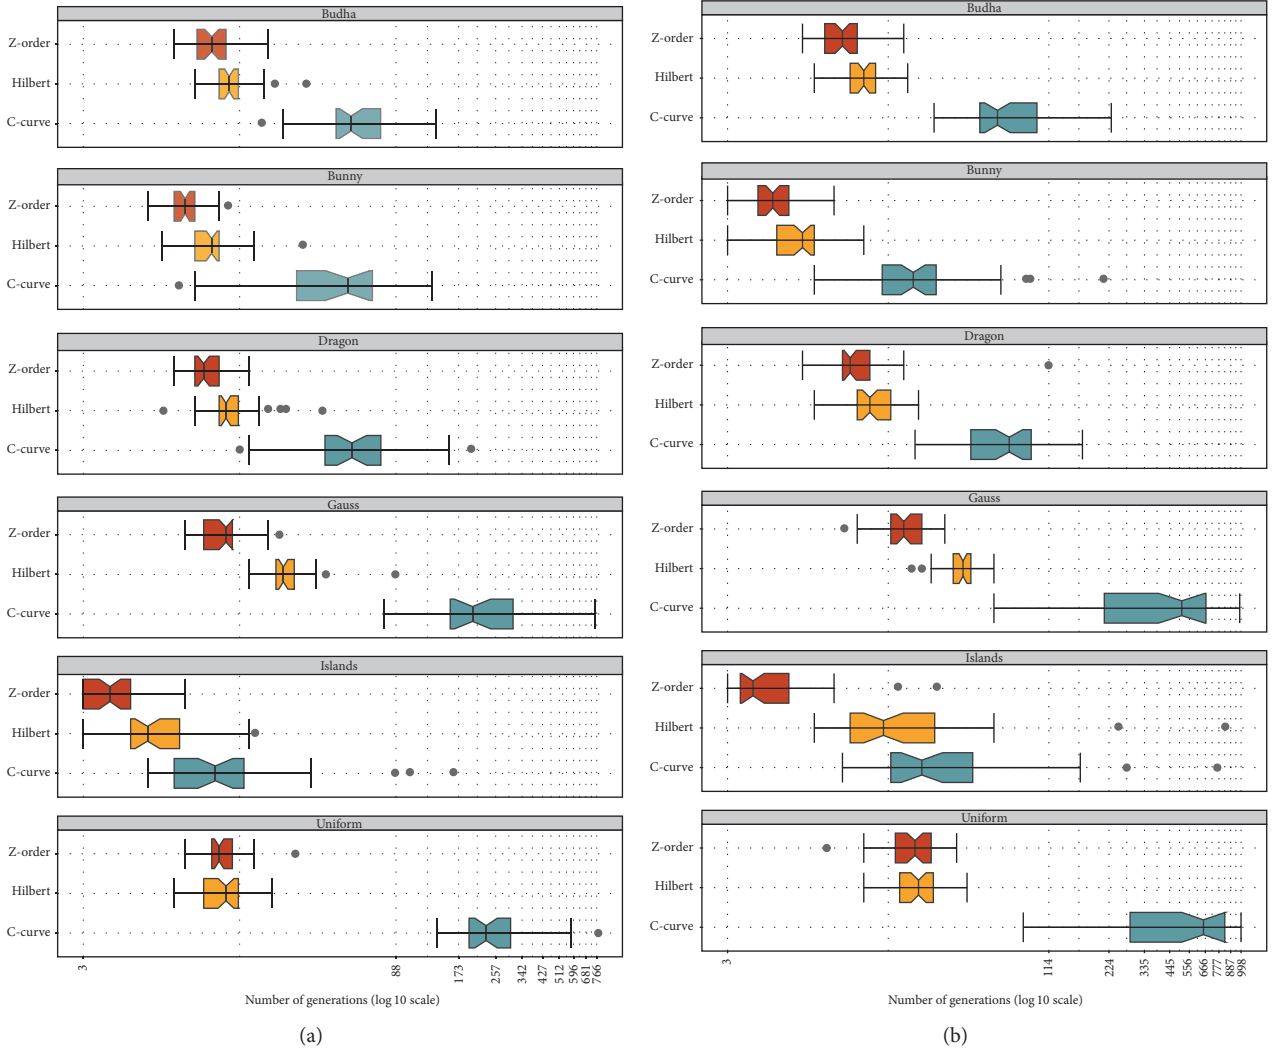 Budha
Z-order
Hilbert
C-curve
Bunny
Z-order
Hilbert
C-curve
Dragon
Z-order
Hilbert
C-curve
Gauss
Z-order
Hilbert
C-curve
Islands
Z-order
Hilbert
C-curve
Uniform
Z-order
Hilbert
C-curve
3 88 173 257 342 427 512 596 681 766
Number of generations (log 10 scale)
(a)
Budha
Z-order
Hilbert
C-curve
Bunny
Z-order
Hilbert
C-curve
Dragon
Z-order
Hilbert
C-curve
Gauss
Z-order
Hilbert
C-curve
Islands
Z-order
Hilbert
C-curve
Uniform
Z-order
Hilbert
C-curve
3 114 224 335 445 556 666 777 887 998
Number of generations (log 10 scale)
(b)